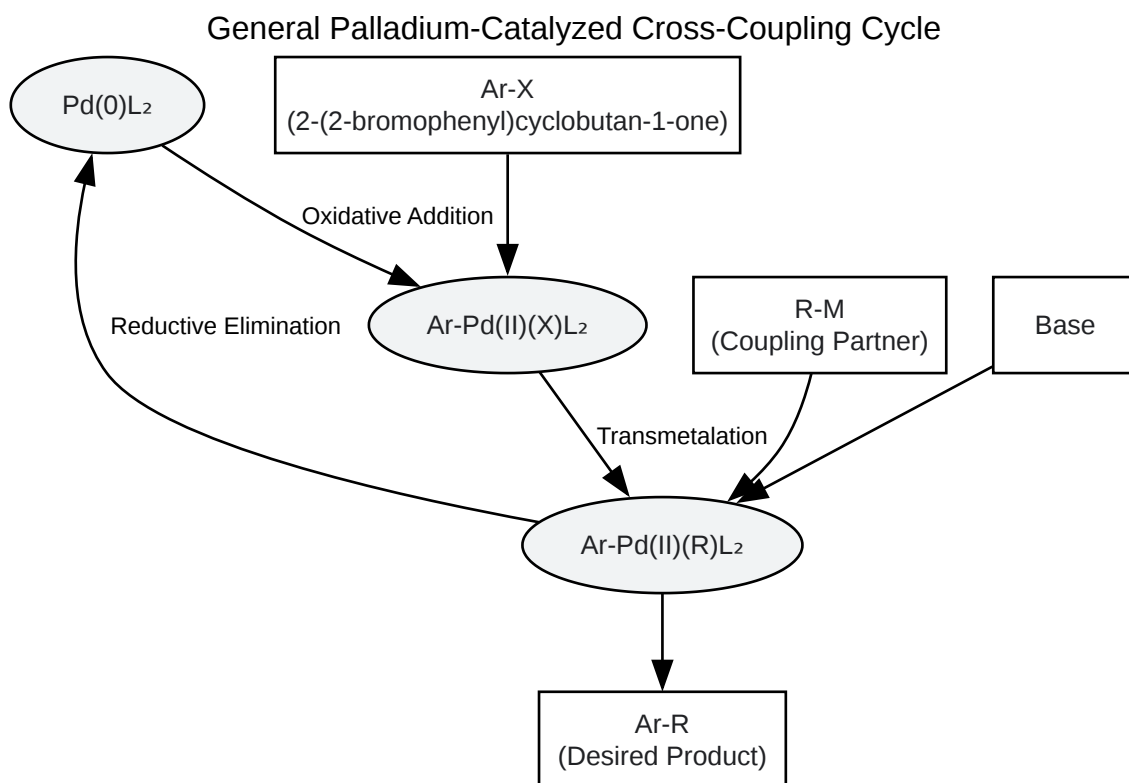 General Palladium-Catalyzed Cross-Coupling Cycle
Pd(0)L₂
Ar-X
(2-(2-bromophenyl)cyclobutan-1-one)
Oxidative Addition
Ar-Pd(II)(X)L₂
R-M
(Coupling Partner)
Base
Reductive Elimination
Transmetalation
Ar-Pd(II)(R)L₂
Ar-R
(Desired Product)